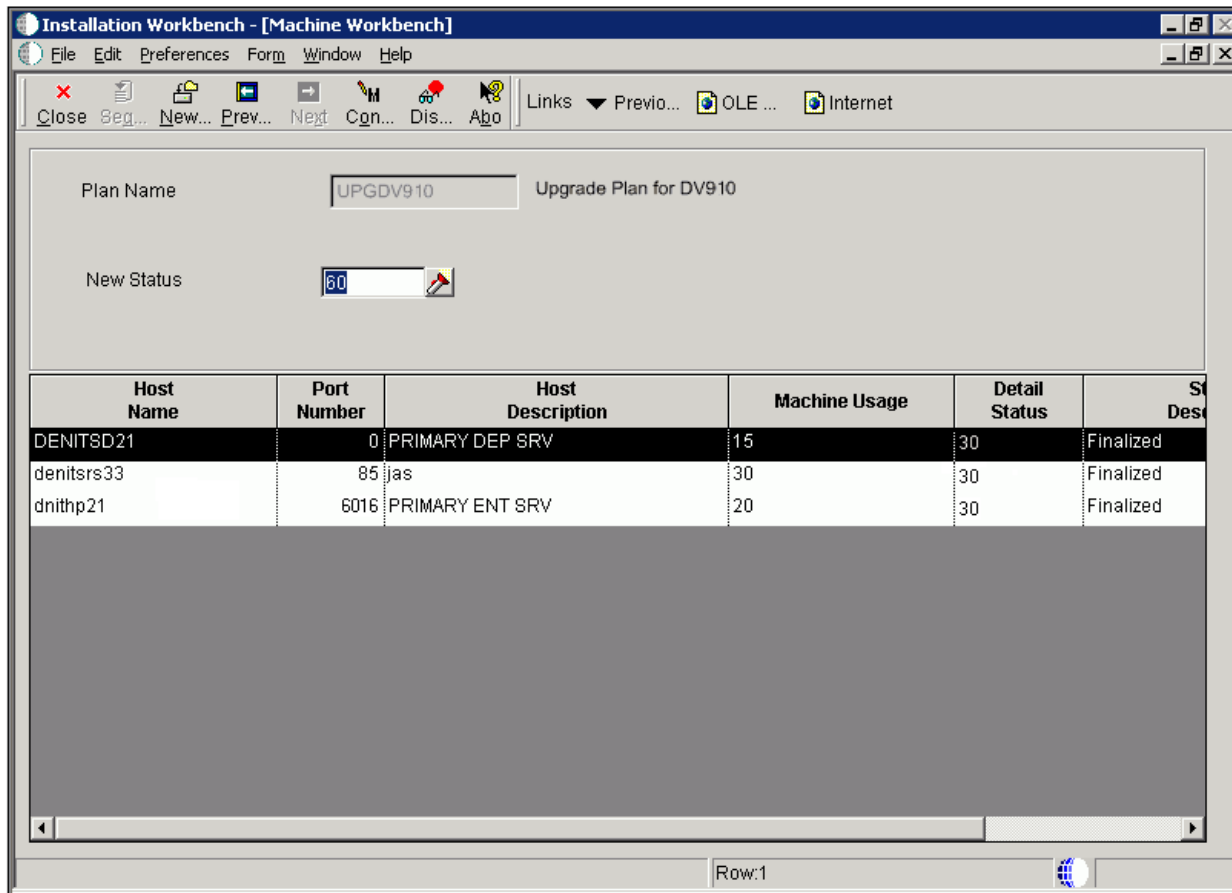 Installation Workbench - [Machine Workbench]
File Edit Preferences Form Window Help
Close Seq... New... Prev... Next Con... Dis... Abo Links Previo... OLE ... Internet
Plan Name UPGDV910 Upgrade Plan for DV910
New Status 60
Host Name Port Number Host Description Machine Usage Detail Status St Desc
DENITSD21 0 PRIMARY DEP SRV 15 30 Finalized
denitsrs33 85 jas 30 30 Finalized
dnithp21 6016 PRIMARY ENT SRV 20 30 Finalized
Row:1